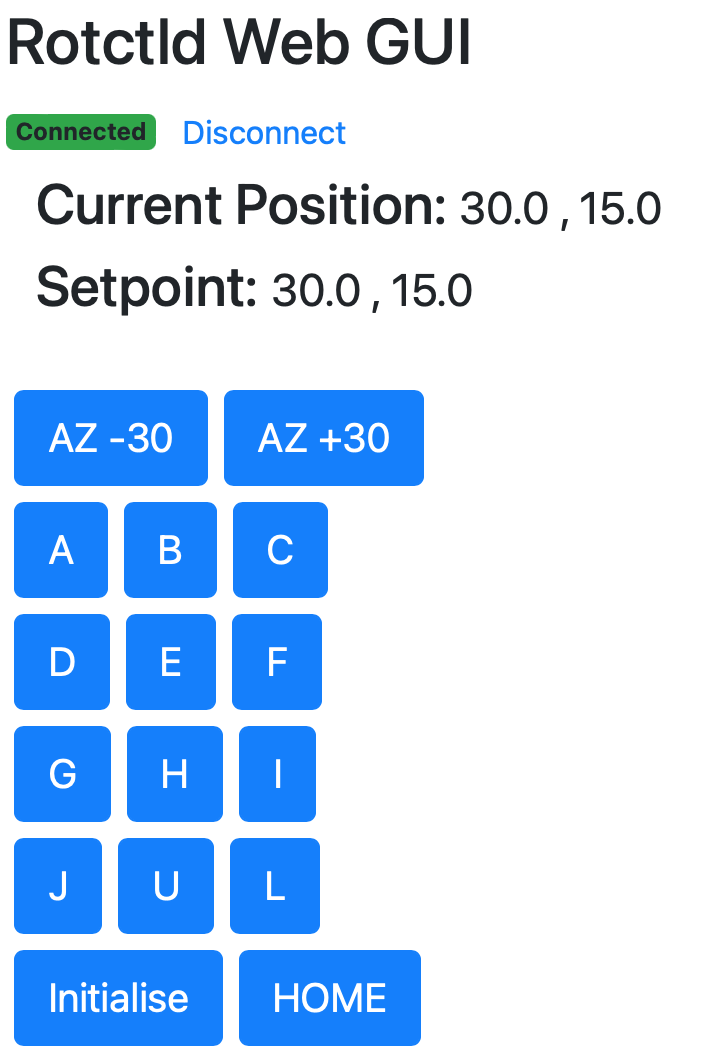 Rotctld Web GUI
Connected Disconnect
Current Position: 30.0 , 15.0
Setpoint: 30.0 , 15.0
AZ -30 AZ +30
A B C
D E F
G H I
J U L
Initialise HOME